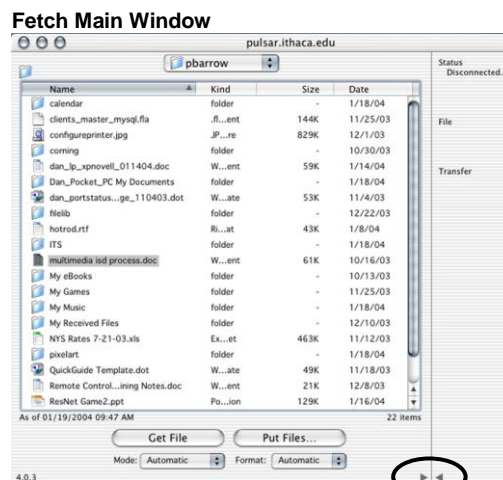 Fetch Main Window
pulsar.ithaca.edu
pbarrow
Status
Disconnected.
Name Kind Size Date
calendar folder - 1/18/04
clients_master_mysql.fla .fl...ent 144K 11/25/03
configureprinter.jpg JP...re 829K 12/1/03
corning folder - 10/30/03
dan_lp_xpnovell_011404.doc W...ent 59K 1/14/04
Dan_Pocket_PC My Documents folder - 1/18/04
dan_portstatus...ge_110403.dot W...ate 53K 11/4/03
filelib folder - 12/22/03
hotrod.rtf Ri...at 43K 1/8/04
ITS folder - 1/18/04
multimedia isd process.doc W...ent 61K 10/16/03
My eBooks folder - 10/13/03
My Games folder - 11/25/03
My Music folder - 1/18/04
My Received Files folder - 12/10/03
NYS Rates 7-21-03.xls Ex...et 463K 11/12/03
pixelart folder - 1/18/04
QuickGuide Template.dot W...ate 49K 11/18/03
Remote Control...ining Notes.doc W...ent 21K 12/8/03
ResNet Game2.ppt Po...ion 129K 1/16/04
File
Transfer
As of 01/19/2004 09:47 AM 22 items
Get File Put Files...
Mode: Automatic Format: Automatic
4.0.3